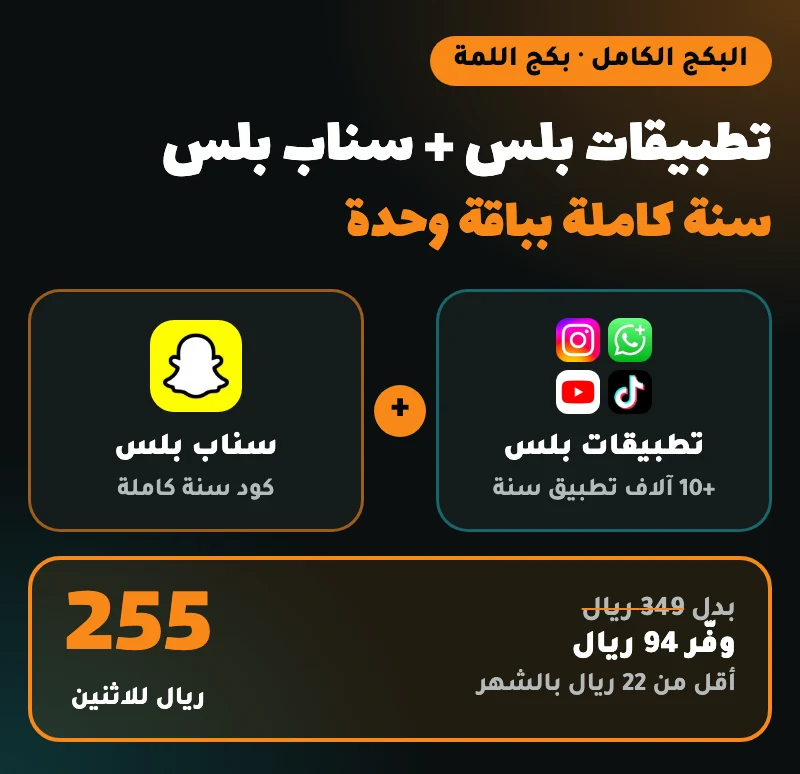 البكج الكامل · بكج اللمة
تطبيقات بلس + سناب بلس
سنة كاملة بباقة وحدة
تطبيقات بلس
+10 آلاف تطبيق سنة
+
سناب بلس
كود سنة كاملة
بدل 349 ريال
وفّر 94 ريال
أقل من 22 ريال بالشهر
255
ريال للاثنين